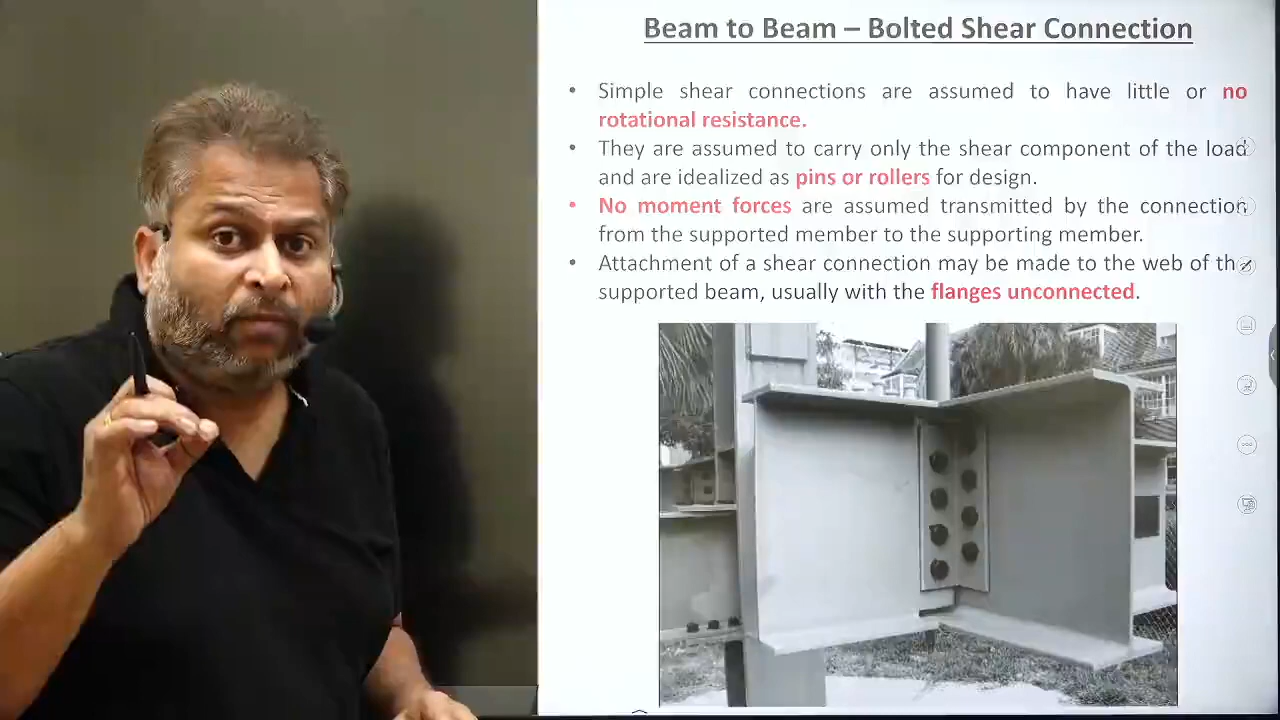 Beam to Beam – Bolted Shear Connection
• Simple shear connections are assumed to have little or no
rotational resistance.
• They are assumed to carry only the shear component of the load
and are idealized as pins or rollers for design.
• No moment forces are assumed transmitted by the connection
from the supported member to the supporting member.
• Attachment of a shear connection may be made to the web of the
supported beam, usually with the flanges unconnected.